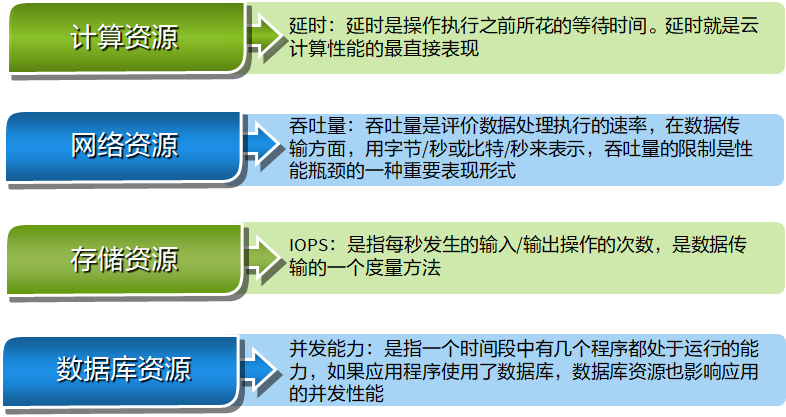 计算资源
延时：延时是操作执行之前所花的等待时间。延时就是云
计算性能的最直接表现
网络资源
吞吐量：吞吐量是评价数据处理执行的速率，在数据传
输方面，用字节/秒或比特/秒来表示，吞吐量的限制是性
能瓶颈的一种重要表现形式
存储资源
IOPS：是指每秒发生的输入/输出操作的次数，是数据传
输的一个度量方法
数据库资源
并发能力：是指一个时间段中有几个程序都处于运行的能
力，如果应用程序使用了数据库，数据库资源也影响应用
的并发性能